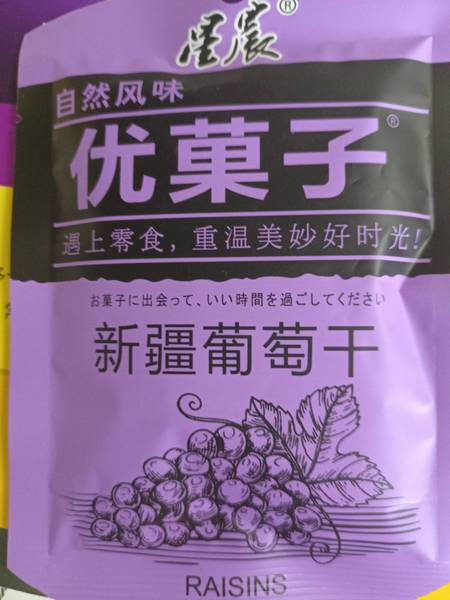 星宸®
自然风味
优菓子®
遇上零食，重温美妙好时光！
お菓子に出会って、いい時間を過ごしてください
新疆葡萄干
RAISINS